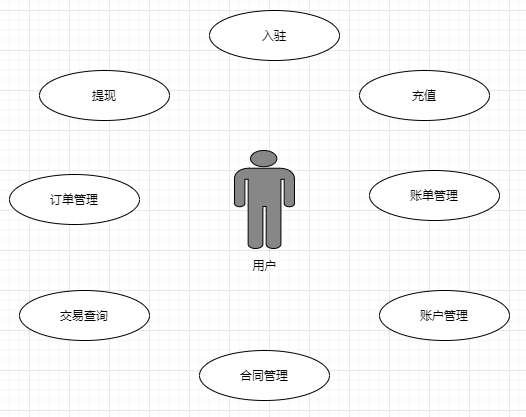 入驻
提现
充值
订单管理
账单管理
用户
交易查询
账户管理
合同管理